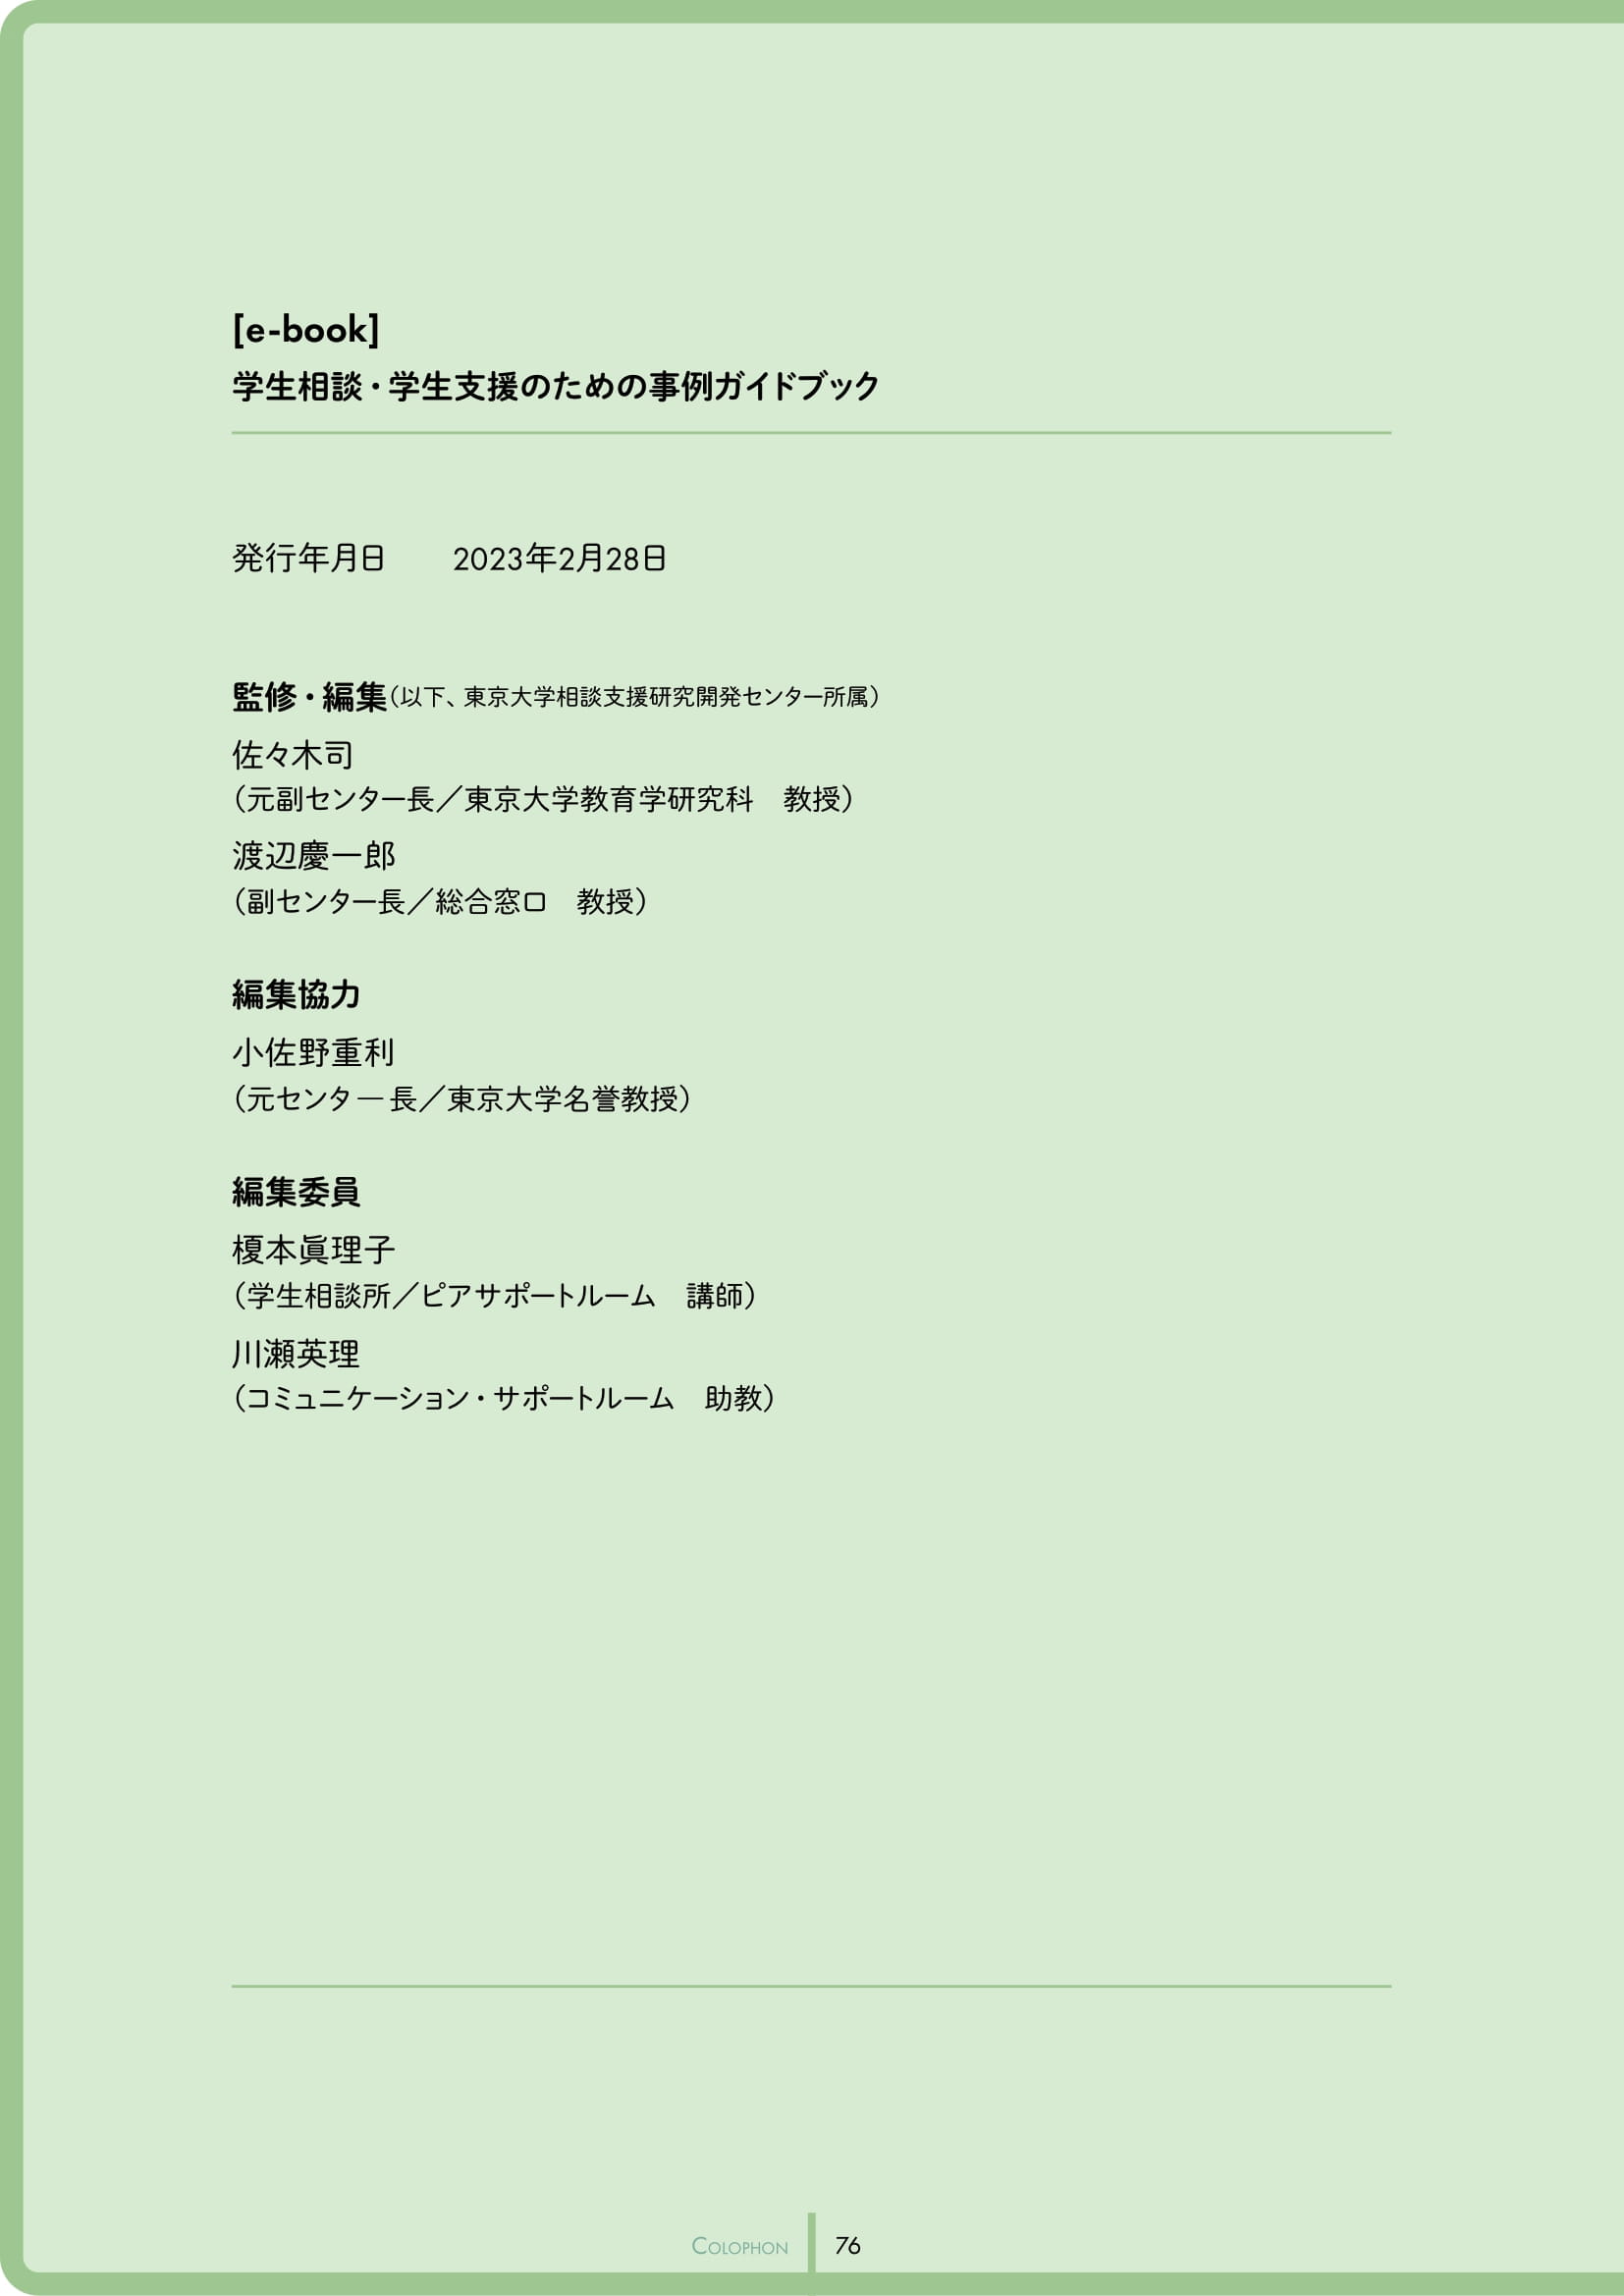 [e-book]
学生相談・学生支援のための事例ガイドブック
発行年月日　　2023年2月28日
監修・編集（以下、東京大学相談支援研究開発センター所属）
佐々木司
（元副センター長／東京大学教育学研究科　教授）
渡辺慶一郎
（副センター長／総合窓口　教授）
編集協力
小佐野重利
（元センター長／東京大学名誉教授）
編集委員
榎本眞理子
（学生相談所／ピアサポートルーム　講師）
川瀬英理
（コミュニケーション・サポートルーム　助教）
Colophon 76